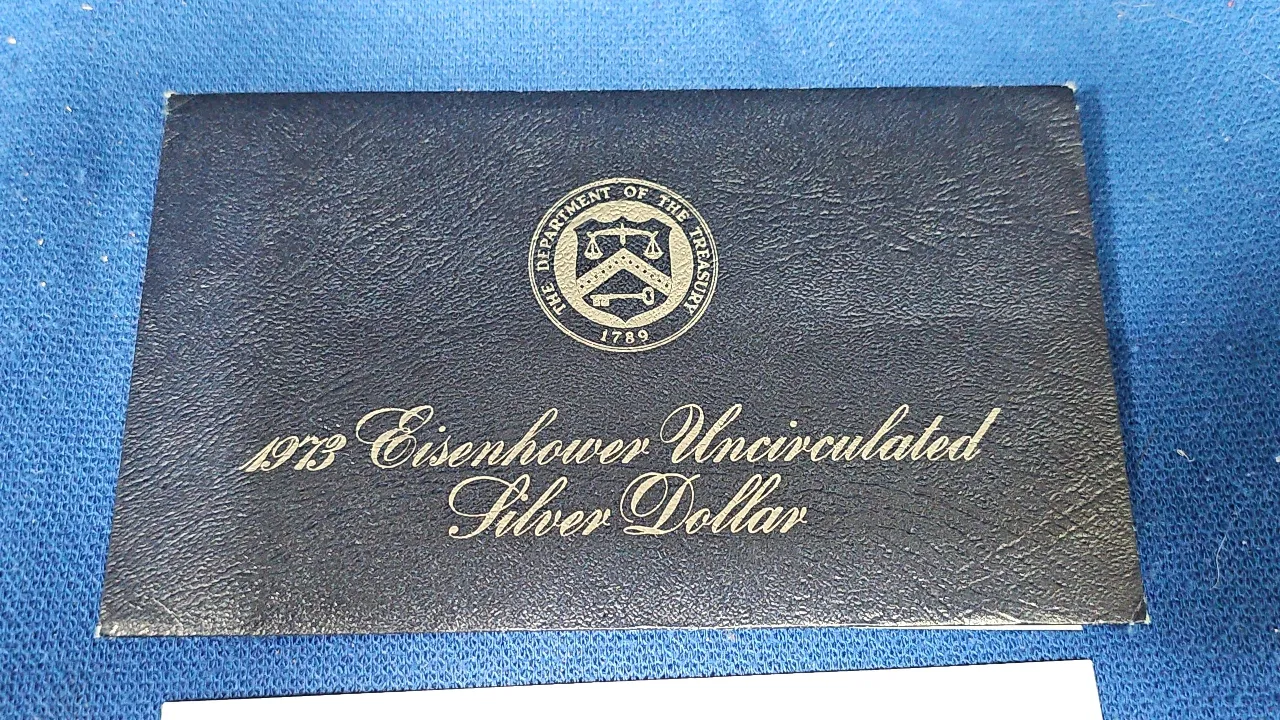 THE DEPARTMENT OF THE TREASURY
1789
1973 Eisenhower Uncirculated
Silver Dollar